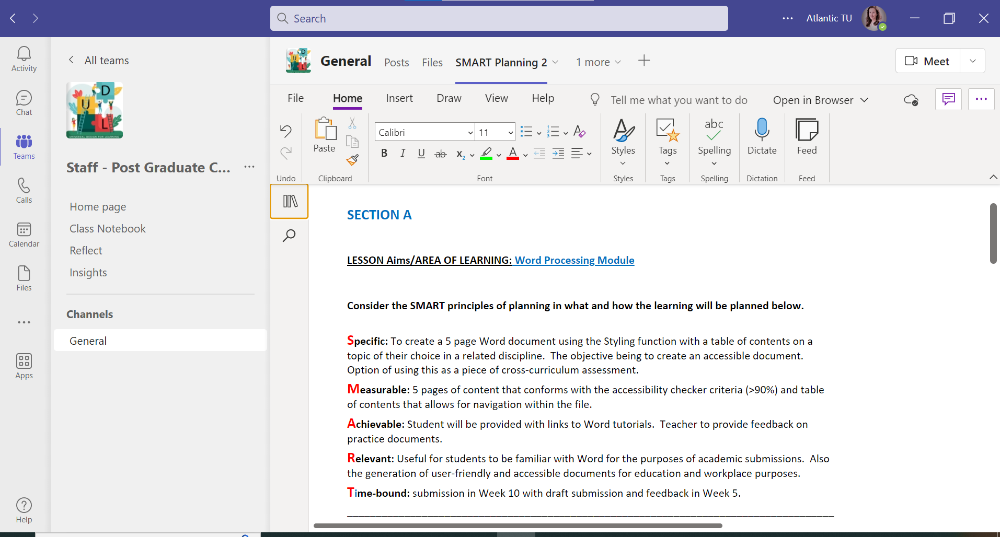 Search
Atlantic TU
Activity
Chat
Teams
Calls
Calendar
Files
Apps
Help
All teams
U D L
UNIVERSAL DESIGN FOR LEARNING
Staff - Post Graduate C...
Home page
Class Notebook
Reflect
Insights
Channels
General
General Posts Files SMART Planning 2 1 more
Meet
File Home Insert Draw View Help Tell me what you want to do Open in Browser
Paste
Calibri 11
B I U ab x2 A
Styles Tags abc Spelling Dictate Feed
Undo Clipboard Font Styles Tags Spelling Dictation Feed
SECTION A
LESSON Aims/AREA OF LEARNING: Word Processing Module
Consider the SMART principles of planning in what and how the learning will be planned below.
Specific: To create a 5 page Word document using the Styling function with a table of contents on a
topic of their choice in a related discipline.  The objective being to create an accessible document.
Option of using this as a piece of cross-curriculum assessment.
Measurable: 5 pages of content that conforms with the accessibility checker criteria (>90%) and table
of contents that allows for navigation within the file.
Achievable: Student will be provided with links to Word tutorials.  Teacher to provide feedback on
practice documents.
Relevant: Useful for students to be familiar with Word for the purposes of academic submissions.  Also
the generation of user-friendly and accessible documents for education and workplace purposes.
Time-bound: submission in Week 10 with draft submission and feedback in Week 5.